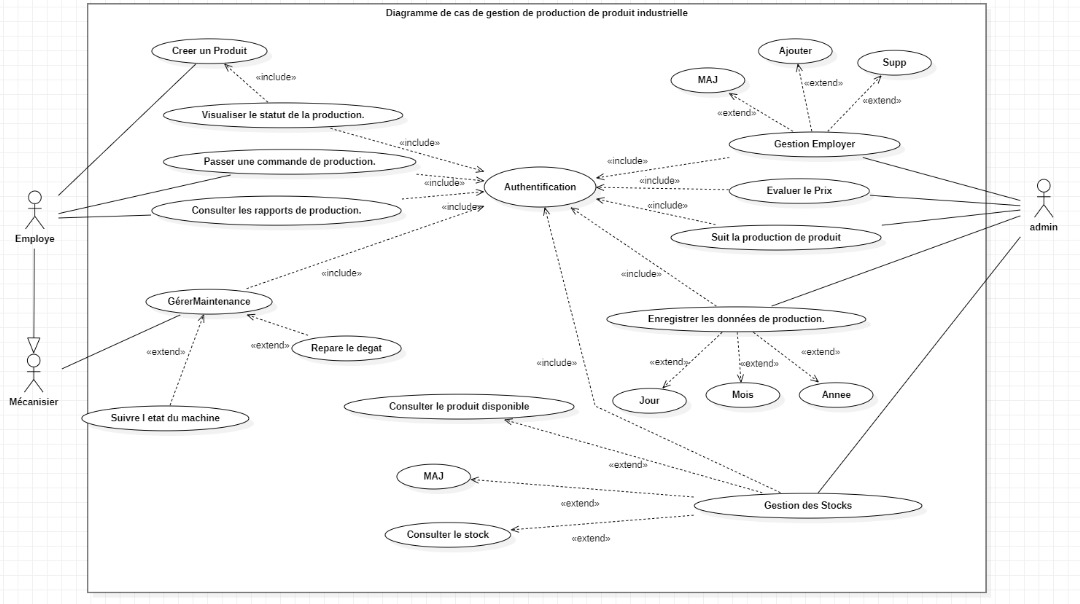 Diagramme de cas de gestion de production de produit industrielle
Creer un Produit
Ajouter
Supp
MAJ
«include»
«extend»
«extend»
«extend»
Visualiser le statut de la production.
«include»
Gestion Employer
Passer une commande de production.
«include»
«include»
«include»
Authentification
Evaluer le Prix
Consulter les rapports de production.
«include»
«include»
Employe
admin
Suit la production de produit
«include»
«include»
GérerMaintenance
Enregistrer les données de production.
«extend»
«extend»
Repare le degat
«include»
«extend»
«extend»
«extend»
Mécanisier
Jour
Mois
Annee
Suivre l etat du machine
Consulter le produit disponible
«extend»
MAJ
«extend»
Gestion des Stocks
Consulter le stock
«extend»